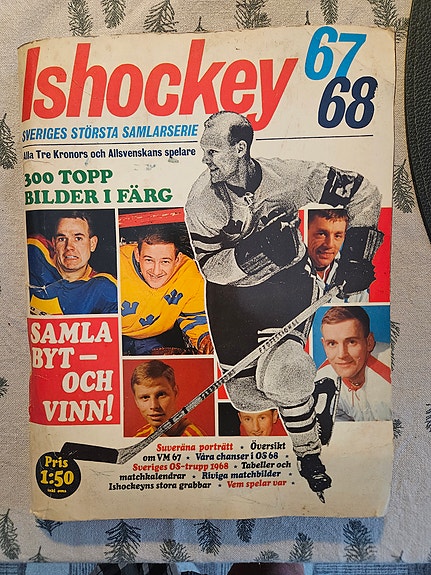 Ishockey 67
68
SVERIGES STÖRSTA SAMLARSERIE
Alla Tre Kronors och Allsvenskans spelare
300 TOPP
BILDER I FÄRG
SAMLA
BYT –
OCH
VINN!
Suveräna porträtt • Översikt
om VM 67 • Våra chanser i OS 68 •
Sveriges OS-trupp 1968 • Tabeller och
matchkalendrar • Riviga matchbilder •
Ishockeyns stora grabbar • Vem spelar var •
Pris
1:50
inkl oms